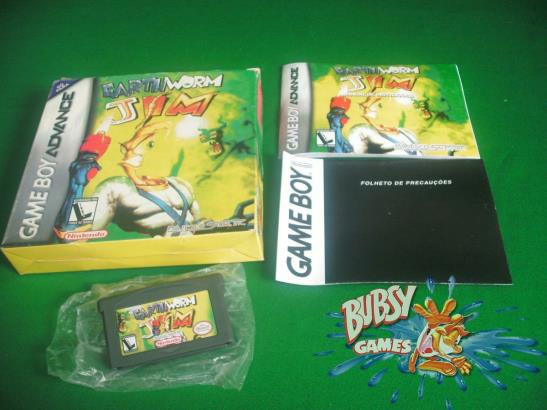 EARTHWORM
JIM
GAME BOY ADVANCE
Nintendo
EARTHWORM
JIM
GAME BOY ADVANCE
FOLHETO DE PRECAUÇÕES
GAME BOY
EARTHWORM
JIM
Nintendo
BUBSY
GAMES